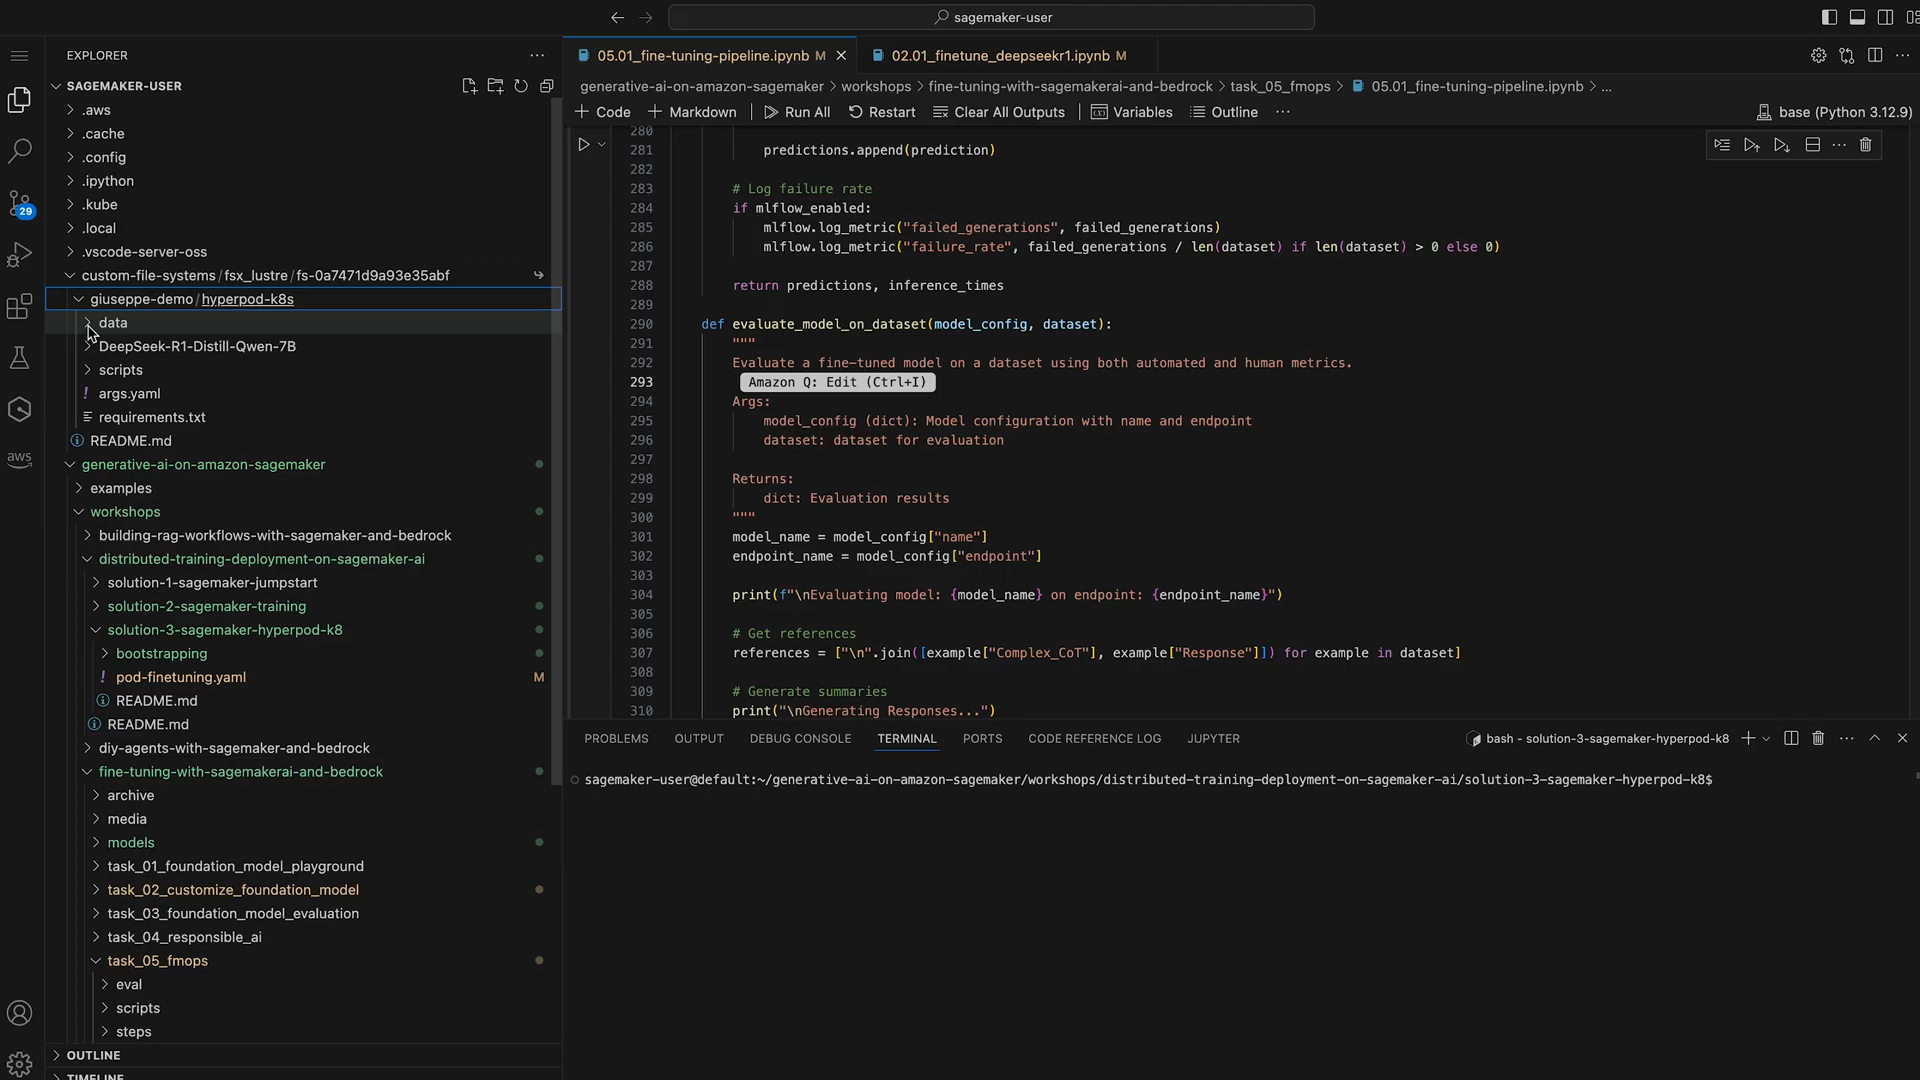 sagemaker-user
EXPLORER
SAGEMAKER-USER
.aws
.cache
.config
.ipython
.kube
.local
.vscode-server-oss
custom-file-systems / fsx_lustre / fs-0a7471d9a93e35abf
giuseppe-demo / hyperpod-k8s
data
DeepSeek-R1-Distill-Qwen-7B
scripts
! args.yaml
requirements.txt
README.md
generative-ai-on-amazon-sagemaker
examples
workshops
building-rag-workflows-with-sagemaker-and-bedrock
distributed-training-deployment-on-sagemaker-ai
solution-1-sagemaker-jumpstart
solution-2-sagemaker-training
solution-3-sagemaker-hyperpod-k8
bootstrapping
! pod-finetuning.yaml M
README.md
README.md
diy-agents-with-sagemaker-and-bedrock
fine-tuning-with-sagemakerai-and-bedrock
archive
media
models
task_01_foundation_model_playground
task_02_customize_foundation_model
task_03_foundation_model_evaluation
task_04_responsible_ai
task_05_fmops
eval
scripts
steps
OUTLINE
TIMELINE
29
aws
05.01_fine-tuning-pipeline.ipynb M
02.01_finetune_deepseekr1.ipynb M
generative-ai-on-amazon-sagemaker > workshops > fine-tuning-with-sagemakerai-and-bedrock > task_05_fmops > 05.01_fine-tuning-pipeline.ipynb > ...
+ Code + Markdown Run All Restart Clear All Outputs Variables Outline ... base (Python 3.12.9)
280
281 predictions.append(prediction)
282
283 # Log failure rate
284 if mlflow_enabled:
285 mlflow.log_metric("failed_generations", failed_generations)
286 mlflow.log_metric("failure_rate", failed_generations / len(dataset) if len(dataset) > 0 else 0)
287
288 return predictions, inference_times
289
290 def evaluate_model_on_dataset(model_config, dataset):
291 """
292 Evaluate a fine-tuned model on a dataset using both automated and human metrics.
293 Amazon Q: Edit (Ctrl+I)
294 Args:
295 model_config (dict): Model configuration with name and endpoint
296 dataset: dataset for evaluation
297
298 Returns:
299 dict: Evaluation results
300 """
301 model_name = model_config["name"]
302 endpoint_name = model_config["endpoint"]
303
304 print(f"\nEvaluating model: {model_name} on endpoint: {endpoint_name}")
305
306 # Get references
307 references = ["\n".join([example["Complex_CoT"], example["Response"]]) for example in dataset]
308
309 # Generate summaries
310 print("\nGenerating Responses...")
PROBLEMS OUTPUT DEBUG CONSOLE TERMINAL PORTS CODE REFERENCE LOG JUPYTER
bash - solution-3-sagemaker-hyperpod-k8
sagemaker-user@default:~/generative-ai-on-amazon-sagemaker/workshops/distributed-training-deployment-on-sagemaker-ai/solution-3-sagemaker-hyperpod-k8$